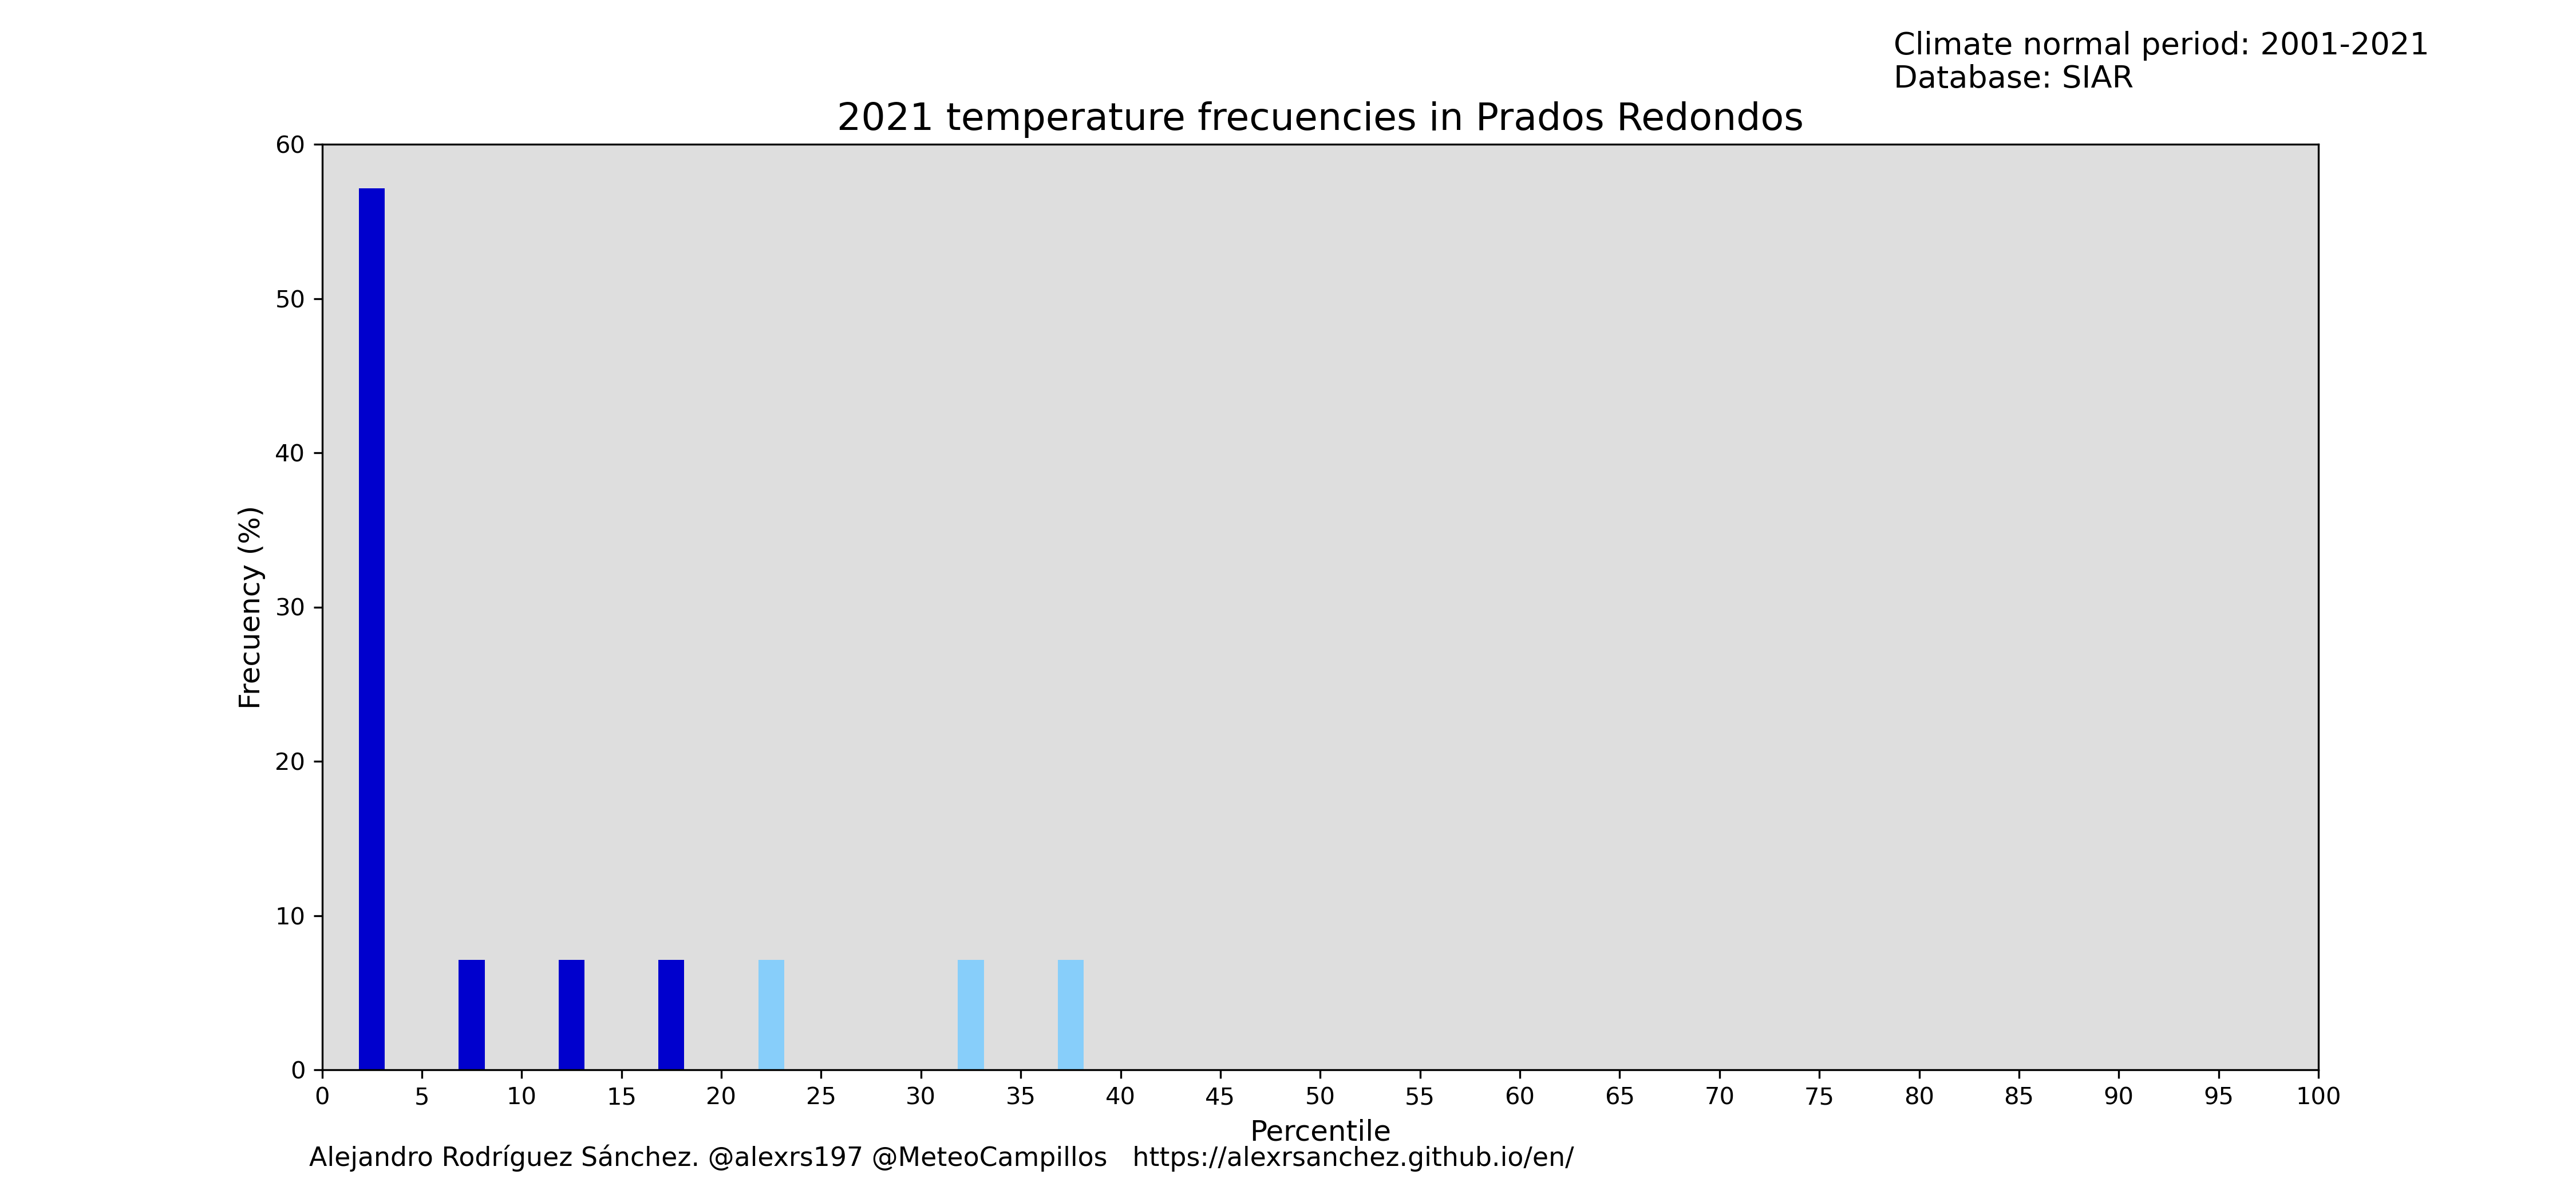 Climate normal period: 2001-2021
Database: SIAR
2021 temperature frecuencies in Prados Redondos
60
50
40
30
20
10
0
Frecuency (%)
0 5 10 15 20 25 30 35 40 45 50 55 60 65 70 75 80 85 90 95 100
Percentile
Alejandro Rodríguez Sánchez. @alexrs197 @MeteoCampillos https://alexrsanchez.github.io/en/